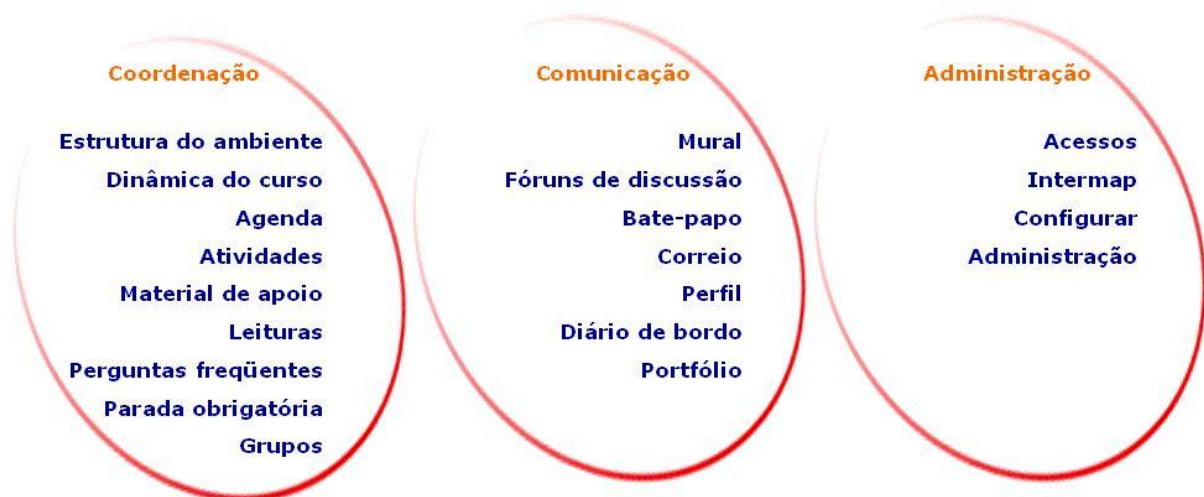 Coordenação
Estrutura do ambiente
Dinâmica do curso
Agenda
Atividades
Material de apoio
Leituras
Perguntas freqüentes
Parada obrigatória
Grupos
Comunicação
Mural
Fóruns de discussão
Bate-papo
Correio
Perfil
Diário de bordo
Portfólio
Administração
Acessos
Intermap
Configurar
Administração